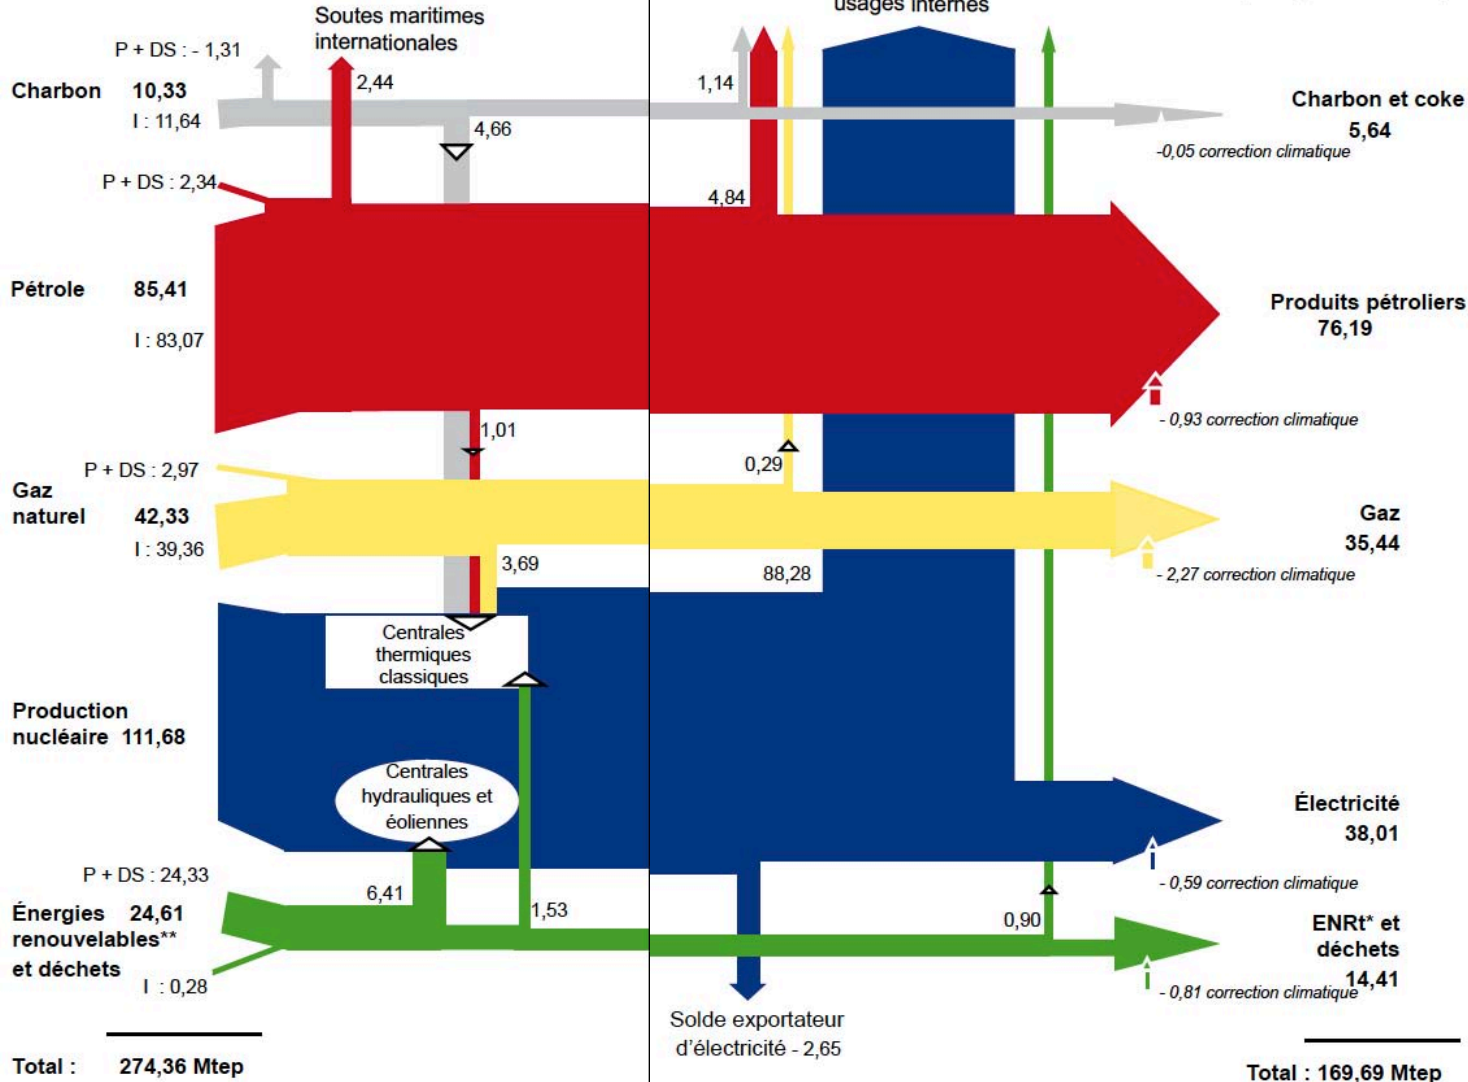 usages internes
Soutes maritimes
internationales
P + DS : - 1,31
2,44
Charbon 10,33
I : 11,64
4,66
1,14
Charbon et coke
5,64
-0,05 correction climatique
P + DS : 2,34
4,84
Pétrole 85,41
I : 83,07
Produits pétroliers
76,19
- 0,93 correction climatique
1,01
P + DS : 2,97
0,29
Gaz
naturel 42,33
I : 39,36
3,69
88,28
Gaz
35,44
- 2,27 correction climatique
Centrales
thermiques
classiques
Production
nucléaire 111,68
Centrales
hydrauliques et
éoliennes
Électricité
38,01
- 0,59 correction climatique
P + DS : 24,33
6,41
Énergies 24,61
renouvelables**
et déchets
I : 0,28
1,53
0,90
ENRt* et
déchets
14,41
- 0,81 correction climatique
Solde exportateur
d'électricité - 2,65
Total : 274,36 Mtep
Total : 169,69 Mtep